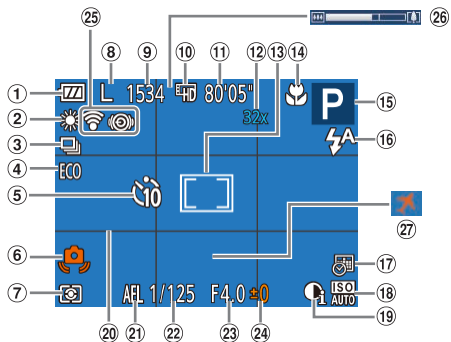 25 8 9 10 11 12 13 14 26
1 L 1534 HD 80'05" P 15
2 32x
3 A 16
4 ECO
5 10
27
6 17
7 AEL 1/125 F4.0 ±0 i ISO AUTO 18
20 21 22 23 24 19